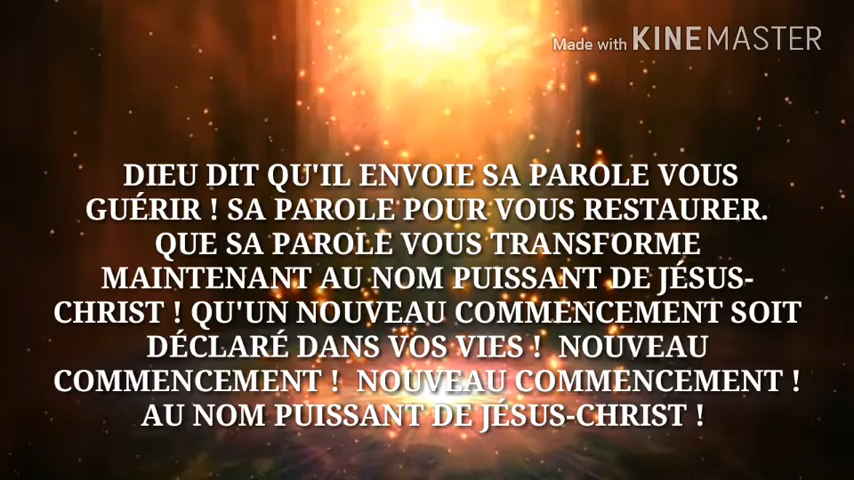 Made with KINEMASTER
DIEU DIT QU'IL ENVOIE SA PAROLE VOUS
GUÉRIR ! SA PAROLE POUR VOUS RESTAURER.
QUE SA PAROLE VOUS TRANSFORME
MAINTENANT AU NOM PUISSANT DE JÉSUS-
CHRIST ! QU'UN NOUVEAU COMMENCEMENT SOIT
DÉCLARÉ DANS VOS VIES ! NOUVEAU
COMMENCEMENT ! NOUVEAU COMMENCEMENT !
AU NOM PUISSANT DE JÉSUS-CHRIST !